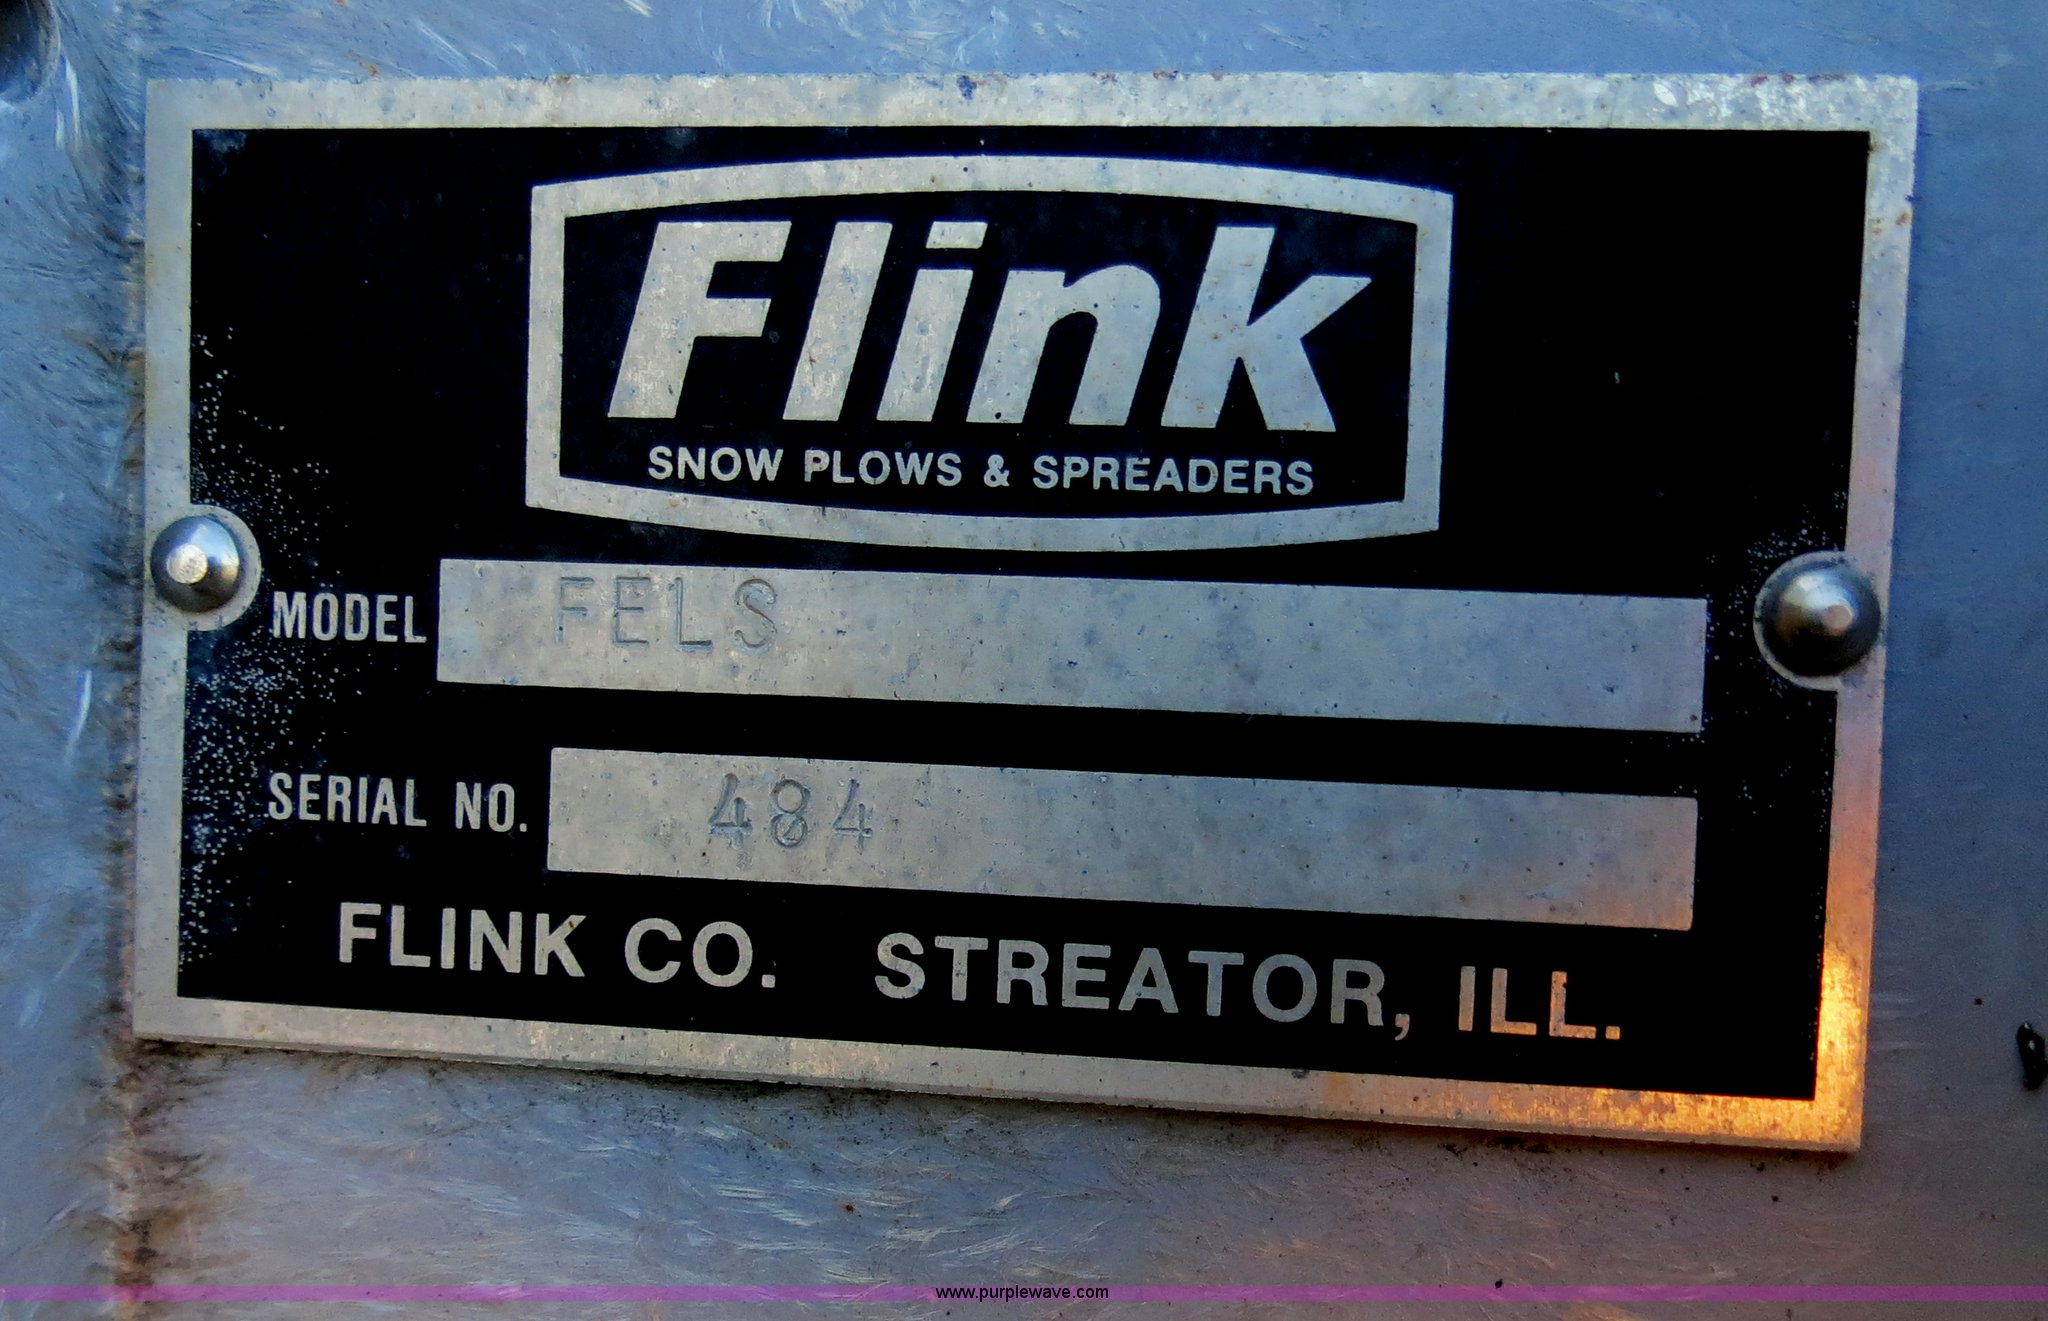 Flink
SNOW PLOWS & SPREADERS
MODEL FELS
SERIAL NO. 484
FLINK CO. STREATOR, ILL.
www.purplewave.com